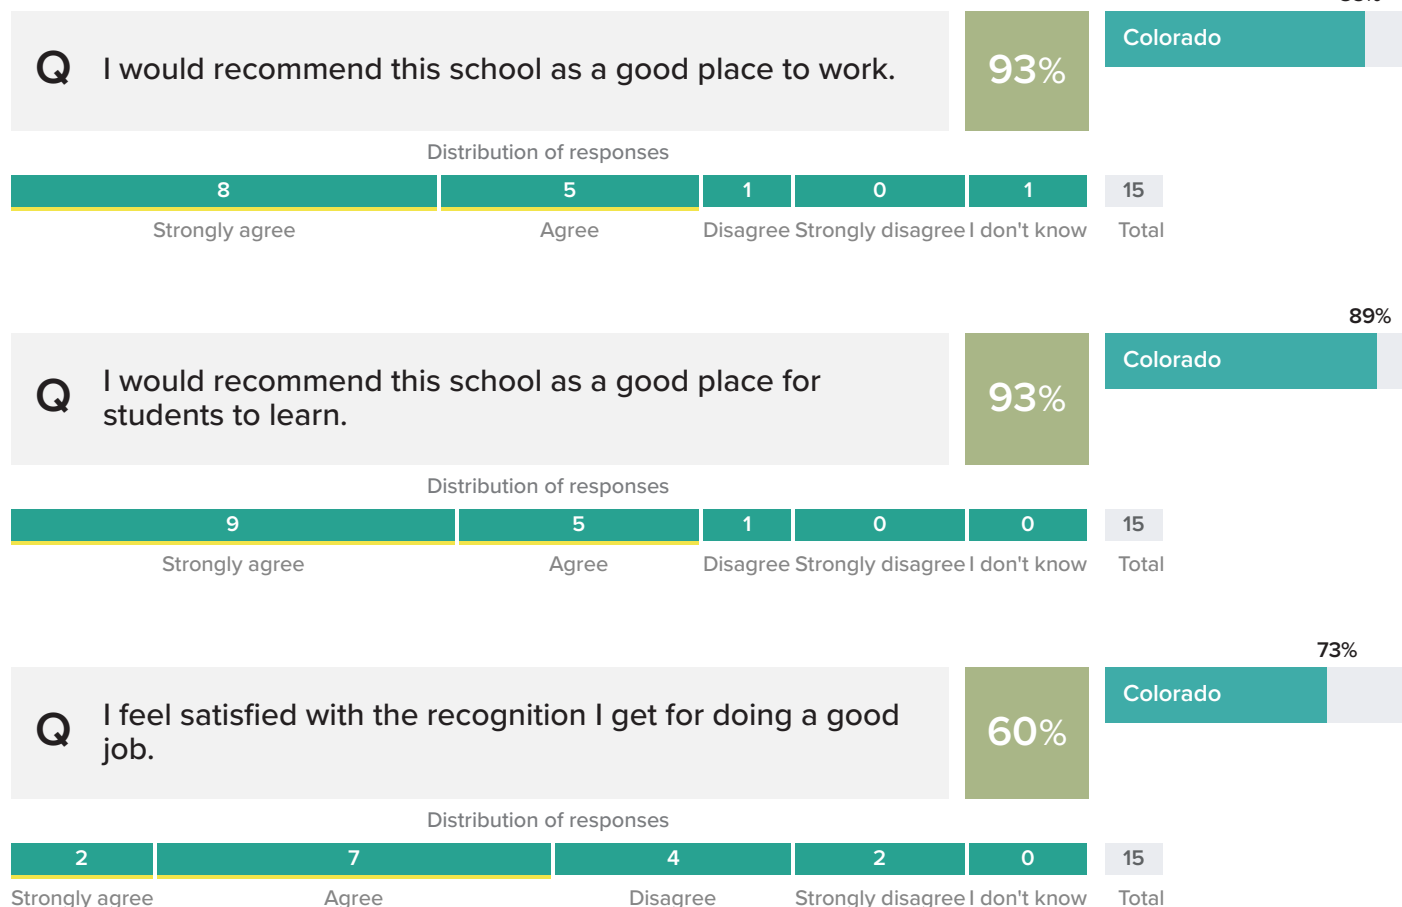 Q I would recommend this school as a good place to work. 93% Colorado
Distribution of responses
8 5 1 0 1 15
Strongly agree Agree Disagree Strongly disagree I don't know Total
89%
Q I would recommend this school as a good place for
students to learn. 93% Colorado
Distribution of responses
9 5 1 0 0 15
Strongly agree Agree Disagree Strongly disagree I don't know Total
73%
Q I feel satisfied with the recognition I get for doing a good
job. 60% Colorado
Distribution of responses
2 7 4 2 0 15
Strongly agree Agree Disagree Strongly disagree I don't know Total